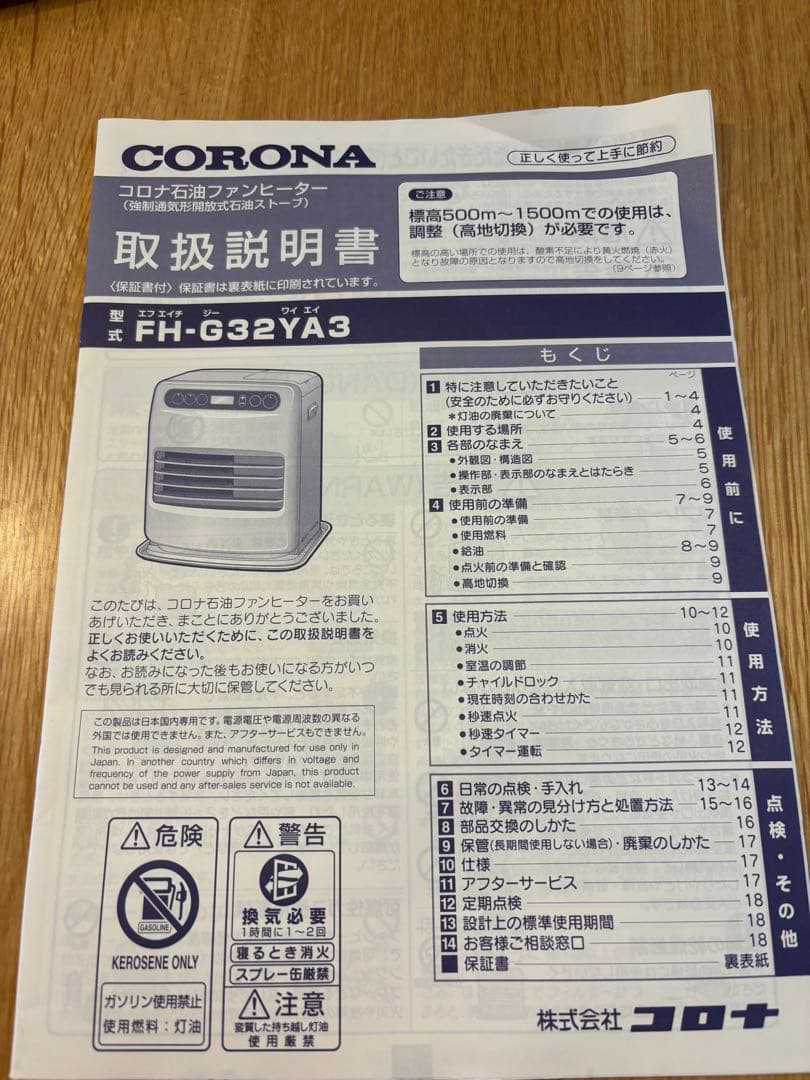 CORONA
正しく使って上手に節約
コロナ石油ファンヒーター
(強制通気形開放式石油ストーブ)
取扱説明書
〈保証書付〉保証書は裏表紙に印刷されています。
ご注意
標高500m〜1500mでの使用は、
調整(高地切換)が必要です。
標高の高い場所での使用は、酸素不足により黄火燃焼(赤火)
となり故障の原因となりますので高地切換をしてください。
(9ページ参照)
型式 エフ エイチ ジー ワイ エイ
FH-G32YA3
もくじ
ページ
1 特に注意していただきたいこと
(安全のために必ずお守りください) 1〜4
*灯油の廃棄について 4
2 使用する場所 4
3 各部のなまえ 5〜6
●外観図・構造図 5
●操作部・表示部のなまえとはたらき 5
●表示部 6
4 使用前の準備 7〜9
●使用前の準備 7
●使用燃料 7
●給油 8〜9
●点火前の準備と確認 9
●高地切換 9
使用前に
5 使用方法 10〜12
●点火 10
●消火 10
●室温の調節 11
●チャイルドロック 11
●現在時刻の合わせかた 11
●秒速点火 11
●秒速タイマー 12
●タイマー運転 12
使用方法
6 日常の点検・手入れ 13〜14
7 故障・異常の見分け方と処置方法 15〜16
8 部品交換のしかた 16
9 保管(長期間使用しない場合)・廃棄のしかた 17
10 仕様 17
11 アフターサービス 17
12 定期点検 18
13 設計上の標準使用期間 18
14 お客様ご相談窓口 18
■ 保証書 裏表紙
点検・その他
このたびは、コロナ石油ファンヒーターをお買い
あげいただき、まことにありがとうございました。
正しくお使いいただくために、この取扱説明書を
よくお読みください。
なお、お読みになった後もお使いになる方がいつ
でも見られる所に大切に保管してください。
この製品は日本国内専用です。電源電圧や電源周波数の異なる
外国では使用できません。また、アフターサービスもできません。
This product is designed and manufactured for use only in
Japan. In another country which differs in voltage and
frequency of the power supply from Japan, this product
cannot be used and any after-sales service is not available.
危険
GASOLINE
KEROSENE ONLY
ガソリン使用禁止
使用燃料:灯油
警告
換気必要
1時間に1〜2回
寝るとき消火
スプレー缶厳禁
注意
変質した持ち越し灯油
使用厳禁
株式会社 コロナ